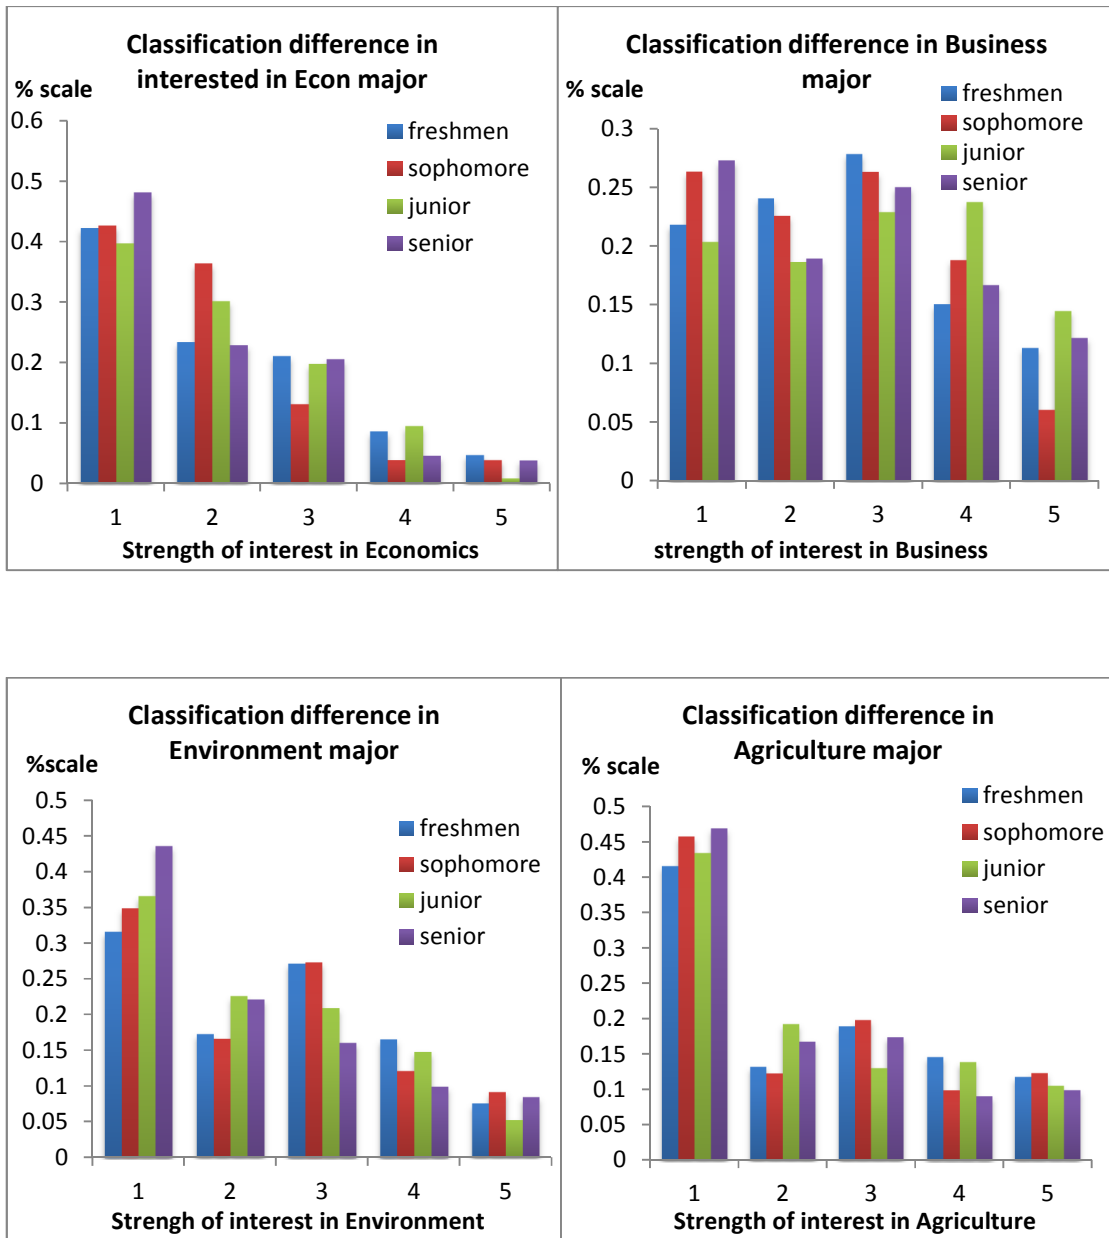 Classification difference in
interested in Econ major
% scale
0.6
0.5
0.4
0.3
0.2
0.1
0
freshmen
sophomore
junior
senior
1 2 3 4 5
Strength of interest in Economics
Classification difference in Business
major
% scale
0.3
0.25
0.2
0.15
0.1
0.05
0
freshmen
sophomore
junior
senior
1 2 3 4 5
strength of interest in Business
Classification difference in
Environment major
%scale
0.5
0.45
0.4
0.35
0.3
0.25
0.2
0.15
0.1
0.05
0
freshmen
sophomore
junior
senior
1 2 3 4 5
Strengh of interest in Environment
Classification difference in
Agriculture major
% scale
0.5
0.45
0.4
0.35
0.3
0.25
0.2
0.15
0.1
0.05
0
freshmen
sophomore
junior
senior
1 2 3 4 5
Strength of interest in Agriculture